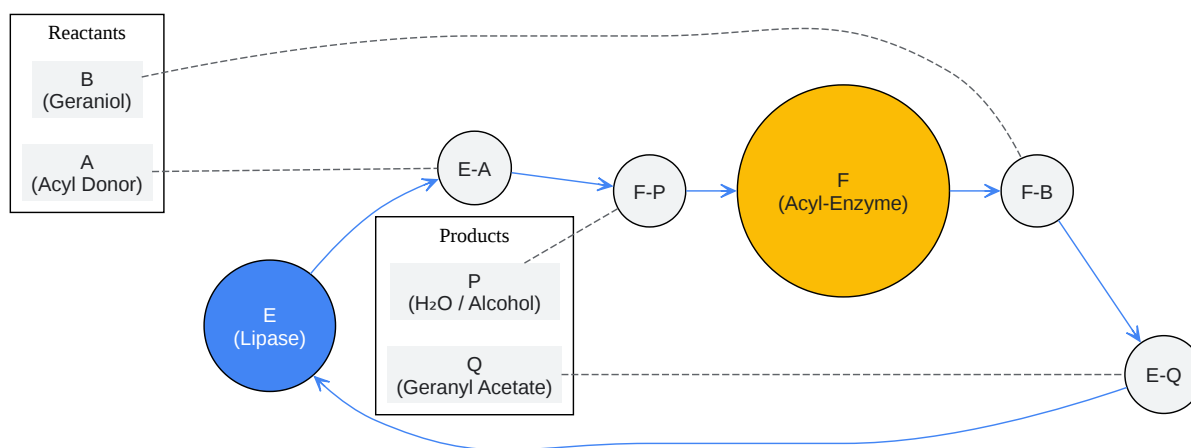 Reactants
B
(Geraniol)
A
(Acyl Donor)
E-A
F-P
F
(Acyl-Enzyme)
F-B
Products
P
(H₂O / Alcohol)
Q
(Geranyl Acetate)
E
(Lipase)
E-Q